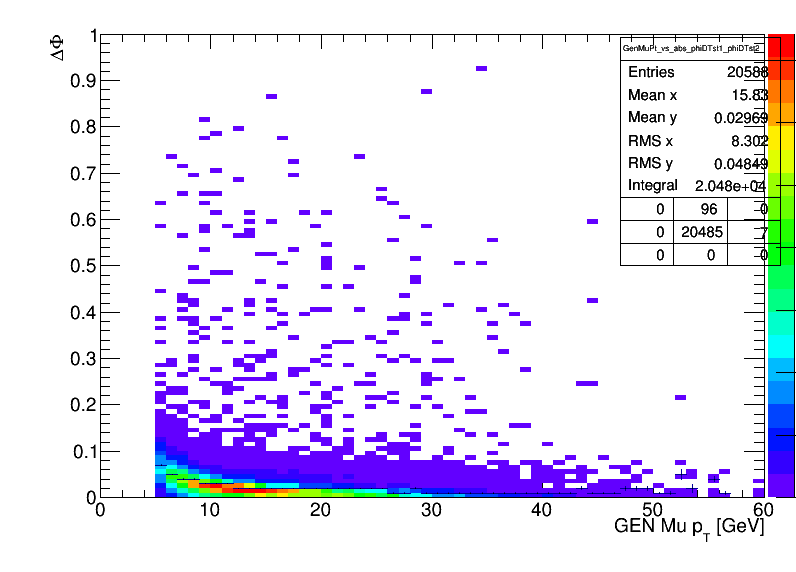 ΔΦ
1
0.9
0.8
0.7
0.6
0.5
0.4
0.3
0.2
0.1
0
GenMuPt_vs_abs_phiDTst1_phiDTst2
Entries 20588
Mean x 15.83
Mean y 0.02969
RMS x 8.302
RMS y 0.04849
Integral 2.048e+04
0 96 0
0 20485 7
0 0 0
0 10 20 30 40 50 60
GEN Mu p_T [GeV]